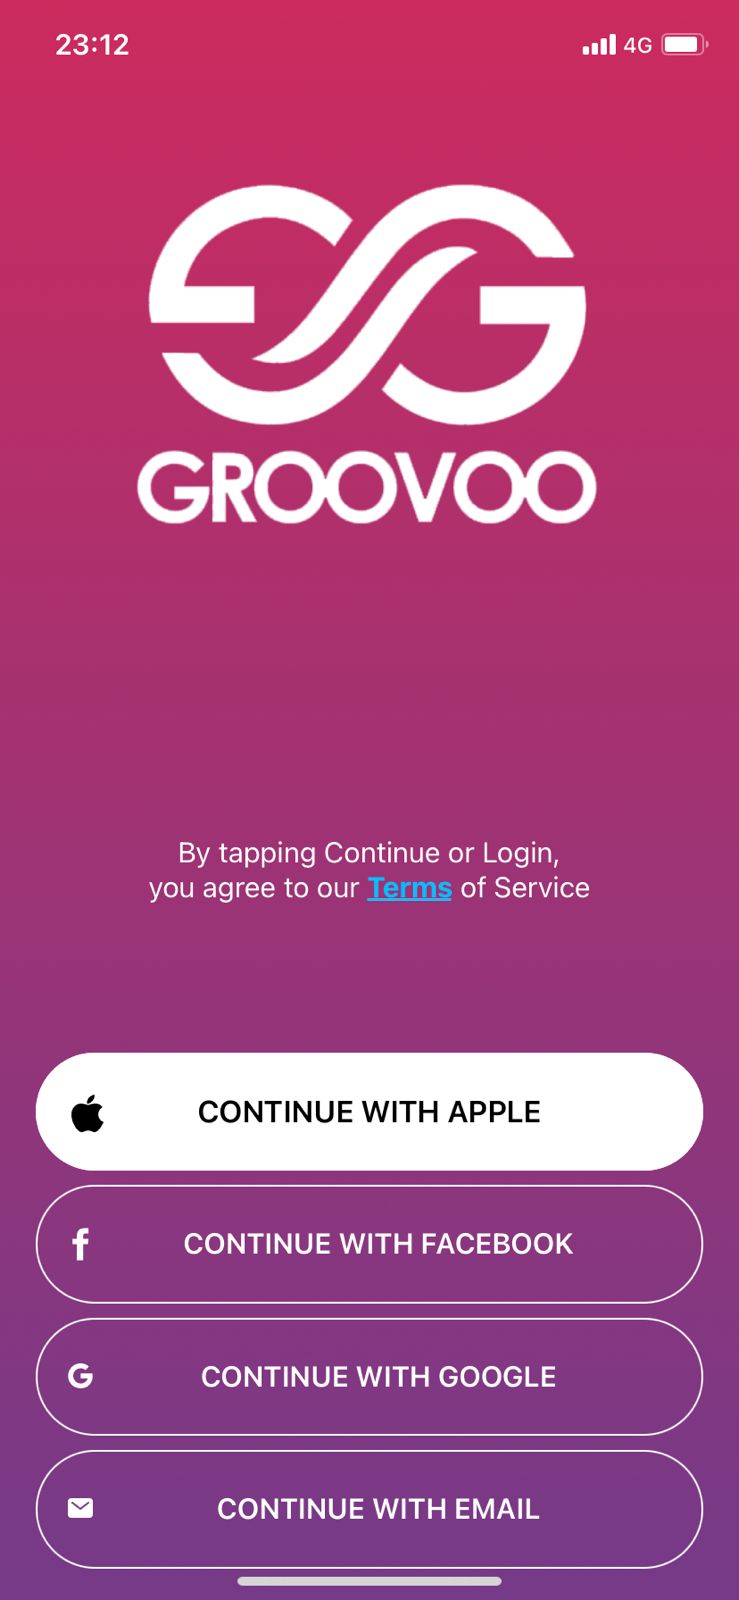 23:12
4G
GROOVOO
By tapping Continue or Login,
you agree to our Terms of Service
CONTINUE WITH APPLE
CONTINUE WITH FACEBOOK
CONTINUE WITH GOOGLE
CONTINUE WITH EMAIL